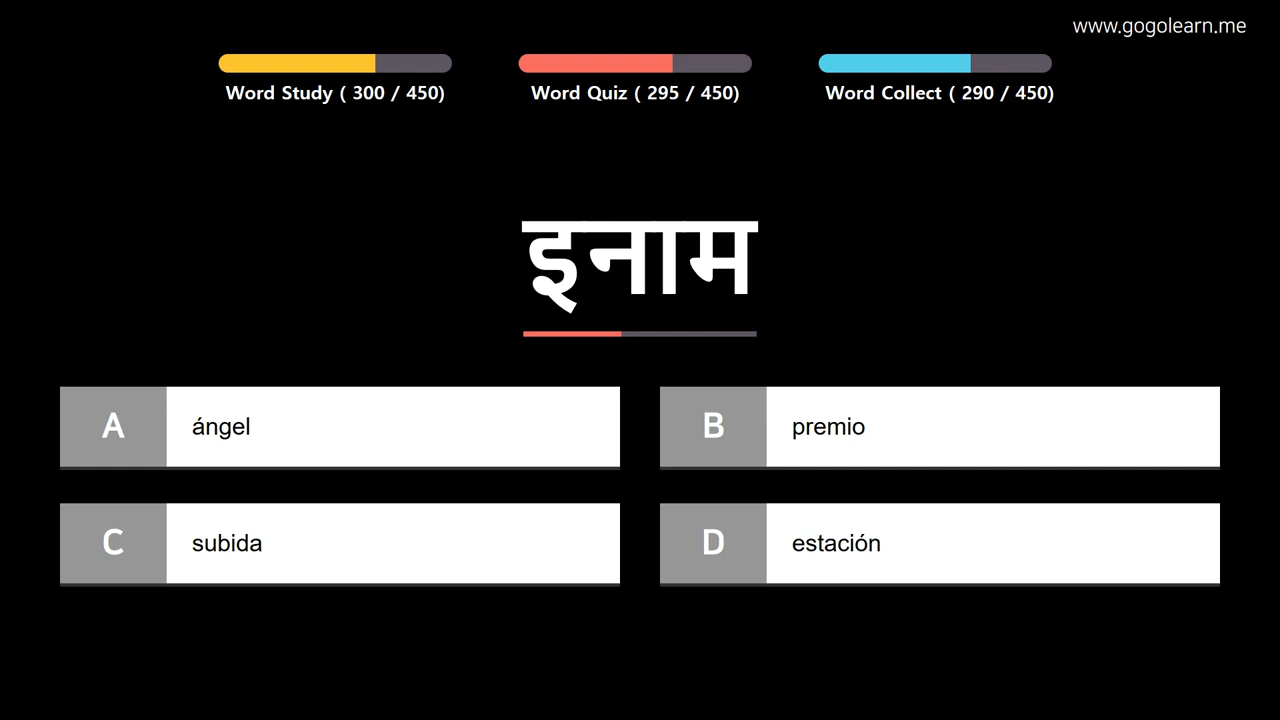 www.gogolearn.me
Word Study ( 300 / 450)
Word Quiz ( 295 / 450)
Word Collect ( 290 / 450)
इनाम
A ángel
B premio
C subida
D estación